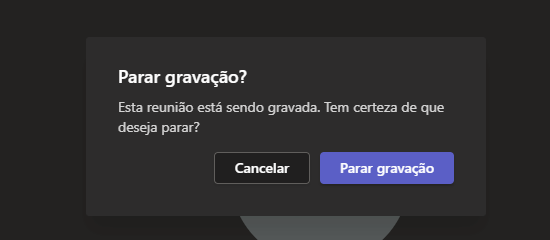 Parar gravação?
Esta reunião está sendo gravada. Tem certeza de que
deseja parar?
Cancelar
Parar gravação